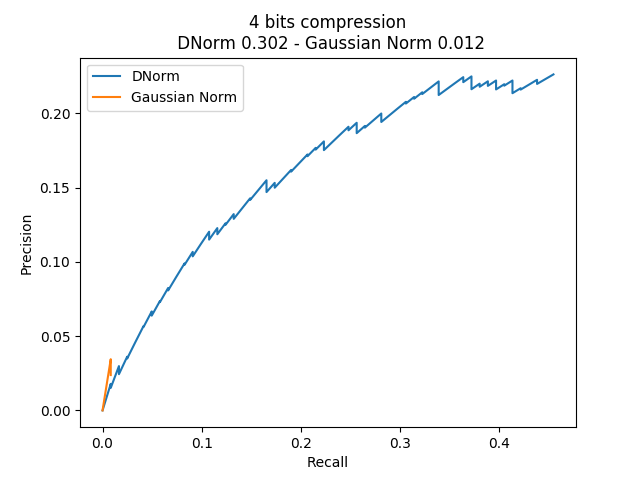 4 bits compression
DNorm 0.302 - Gaussian Norm 0.012
DNorm
Gaussian Norm
0.20
0.15
0.10
0.05
0.00
Precision
0.0 0.1 0.2 0.3 0.4
Recall